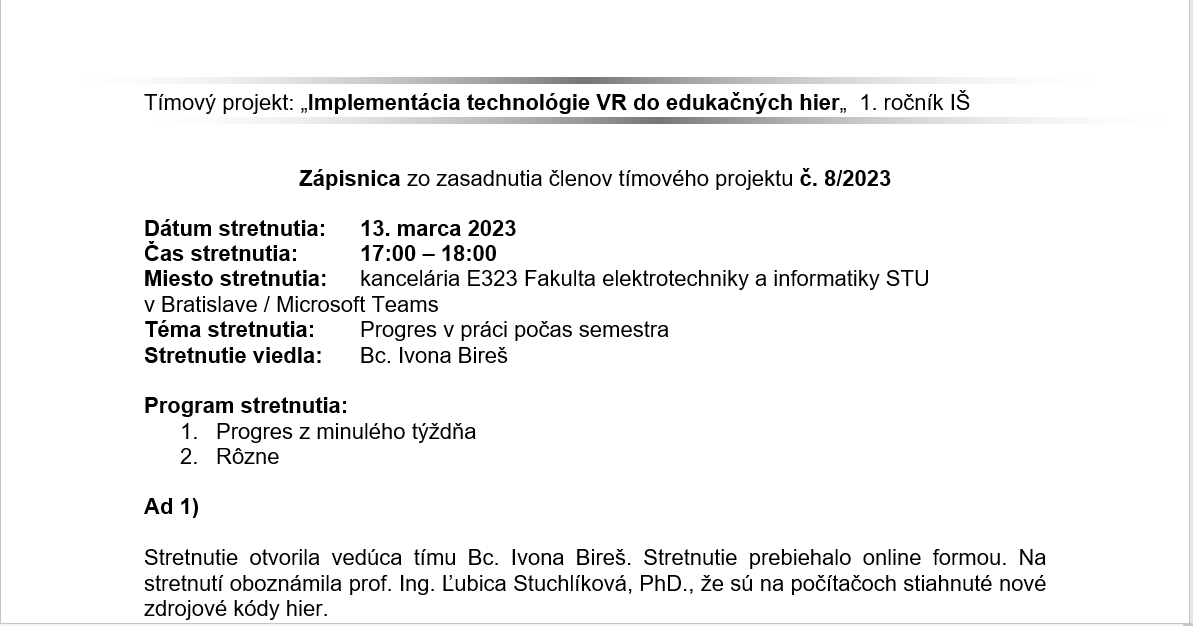 Tímový projekt: „Implementácia technológie VR do edukačných hier„ 1. ročník IŠ
Zápisnica zo zasadnutia členov tímového projektu č. 8/2023
Dátum stretnutia: 13. marca 2023
Čas stretnutia: 17:00 – 18:00
Miesto stretnutia: kancelária E323 Fakulta elektrotechniky a informatiky STU
v Bratislave / Microsoft Teams
Téma stretnutia: Progres v práci počas semestra
Stretnutie viedla: Bc. Ivona Bireš
Program stretnutia:
1. Progres z minulého týždňa
2. Rôzne
Ad 1)
Stretnutie otvorila vedúca tímu Bc. Ivona Bireš. Stretnutie prebiehalo online formou. Na
stretnutí oboznámila prof. Ing. Ľubica Stuchlíková, PhD., že sú na počítačoch stiahnuté nové
zdrojové kódy hier.